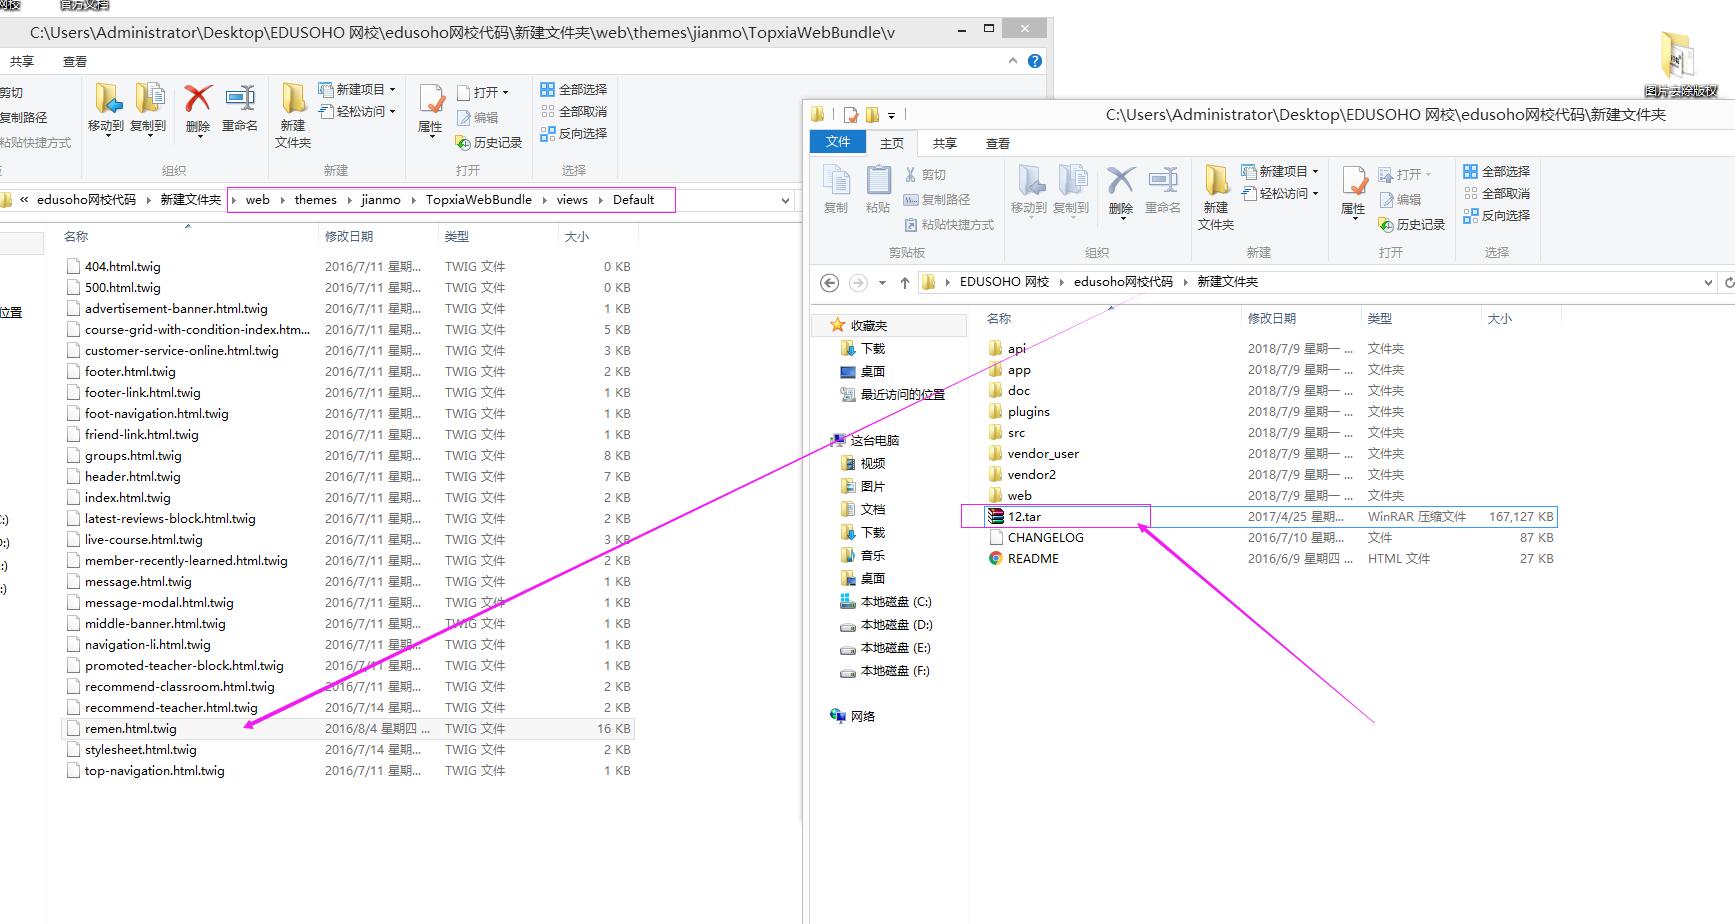 官方文档
C:\Users\Administrator\Desktop\EDUSOHO 网校\edusoho网校代码\新建文件夹\web\themes\jianmo\TopxiaWebBundle\v
共享 查看
剪切
复制路径
粘贴快捷方式
移动到 复制到 删除 重命名
新建
文件夹
新建项目
轻松访问
属性
打开
编辑
历史记录
全部选择
全部取消
反向选择
组织 新建 打开 选择
« edusoho网校代码 新建文件夹 web themes jianmo TopxiaWebBundle views Default
名称 修改日期 类型 大小
404.html.twig 2016/7/11 星期... TWIG 文件 0 KB
500.html.twig 2016/7/11 星期... TWIG 文件 0 KB
advertisement-banner.html.twig 2016/7/11 星期... TWIG 文件 1 KB
course-grid-with-condition-index.htm... 2016/7/11 星期... TWIG 文件 5 KB
customer-service-online.html.twig 2016/7/11 星期... TWIG 文件 3 KB
footer.html.twig 2016/7/11 星期... TWIG 文件 2 KB
footer-link.html.twig 2016/7/11 星期... TWIG 文件 1 KB
foot-navigation.html.twig 2016/7/11 星期... TWIG 文件 1 KB
friend-link.html.twig 2016/7/11 星期... TWIG 文件 1 KB
groups.html.twig 2016/7/11 星期... TWIG 文件 8 KB
header.html.twig 2016/7/11 星期... TWIG 文件 7 KB
index.html.twig 2016/7/11 星期... TWIG 文件 2 KB
latest-reviews-block.html.twig 2016/7/11 星期... TWIG 文件 2 KB
live-course.html.twig 2016/7/11 星期... TWIG 文件 3 KB
member-recently-learned.html.twig 2016/7/11 星期... TWIG 文件 2 KB
message.html.twig 2016/7/11 星期... TWIG 文件 1 KB
message-modal.html.twig 2016/7/11 星期... TWIG 文件 1 KB
middle-banner.html.twig 2016/7/11 星期... TWIG 文件 1 KB
navigation-li.html.twig 2016/7/11 星期... TWIG 文件 1 KB
promoted-teacher-block.html.twig 2016/7/11 星期... TWIG 文件 1 KB
recommend-classroom.html.twig 2016/7/11 星期... TWIG 文件 2 KB
recommend-teacher.html.twig 2016/7/14 星期... TWIG 文件 2 KB
remen.html.twig 2016/8/4 星期四 ... TWIG 文件 16 KB
stylesheet.html.twig 2016/7/14 星期... TWIG 文件 2 KB
top-navigation.html.twig 2016/7/11 星期... TWIG 文件 1 KB
位置
:)
:)
:)
:)
图片去除版权
C:\Users\Administrator\Desktop\EDUSOHO 网校\edusoho网校代码\新建文件夹
文件 主页 共享 查看
复制 粘贴
剪切
复制路径
粘贴快捷方式
移动到 复制到 删除 重命名
新建
文件夹
新建项目
轻松访问
属性
打开
编辑
历史记录
全部选择
全部取消
反向选择
剪贴板 组织 新建 打开 选择
EDUSOHO 网校 edusoho网校代码 新建文件夹
收藏夹
下载
桌面
最近访问的位置
这台电脑
视频
图片
文档
下载
音乐
桌面
本地磁盘 (C:)
本地磁盘 (D:)
本地磁盘 (E:)
本地磁盘 (F:)
网络
名称 修改日期 类型 大小
api 2018/7/9 星期一 ... 文件夹
app 2018/7/9 星期一 ... 文件夹
doc 2018/7/9 星期一 ... 文件夹
plugins 2018/7/9 星期一 ... 文件夹
src 2018/7/9 星期一 ... 文件夹
vendor_user 2018/7/9 星期一 ... 文件夹
vendor2 2018/7/9 星期一 ... 文件夹
web 2018/7/9 星期一 ... 文件夹
12.tar 2017/4/25 星期... WinRAR 压缩文件 167,127 KB
CHANGELOG 2016/7/10 星期... 文件 87 KB
README 2016/6/9 星期四 ... HTML 文件 27 KB